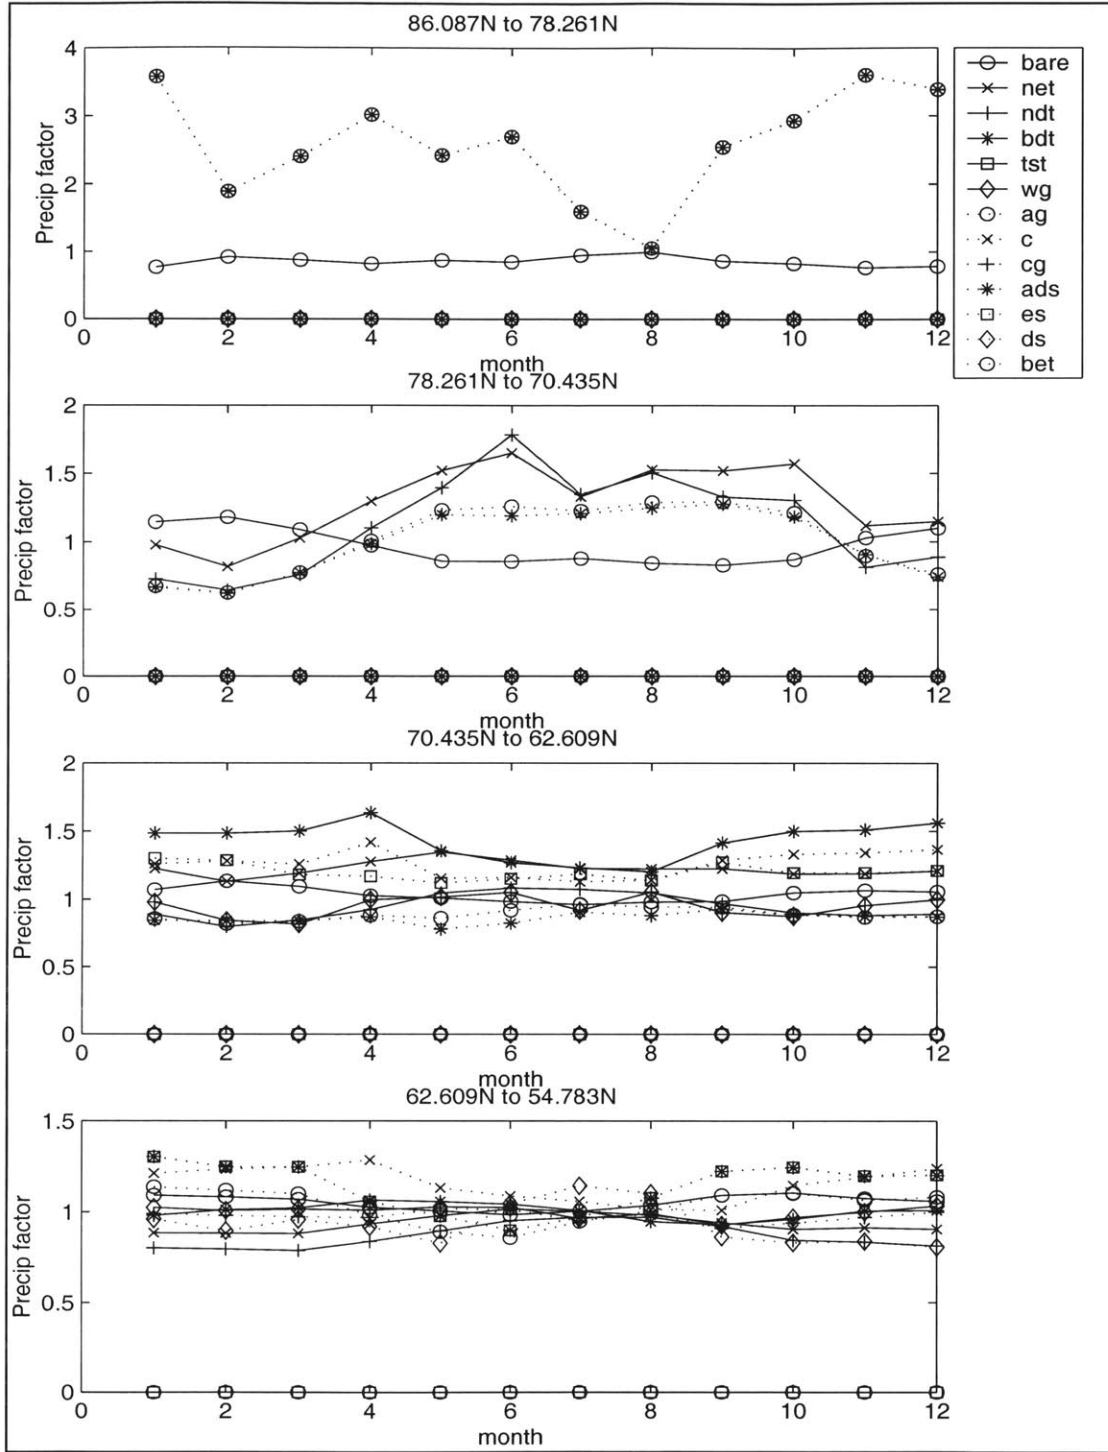 86.087N to 78.261N
4
3
2
1
0
Precip factor
0 2 4 6 8 10 12
month
bare
net
ndt
bdt
tst
wg
ag
c
cg
ads
es
ds
bet
78.261N to 70.435N
2
1.5
1
0.5
0
Precip factor
0 2 4 6 8 10 12
month
70.435N to 62.609N
2
1.5
1
0.5
0
Precip factor
0 2 4 6 8 10 12
month
62.609N to 54.783N
1.5
1
0.5
0
Precip factor
0 2 4 6 8 10 12
month